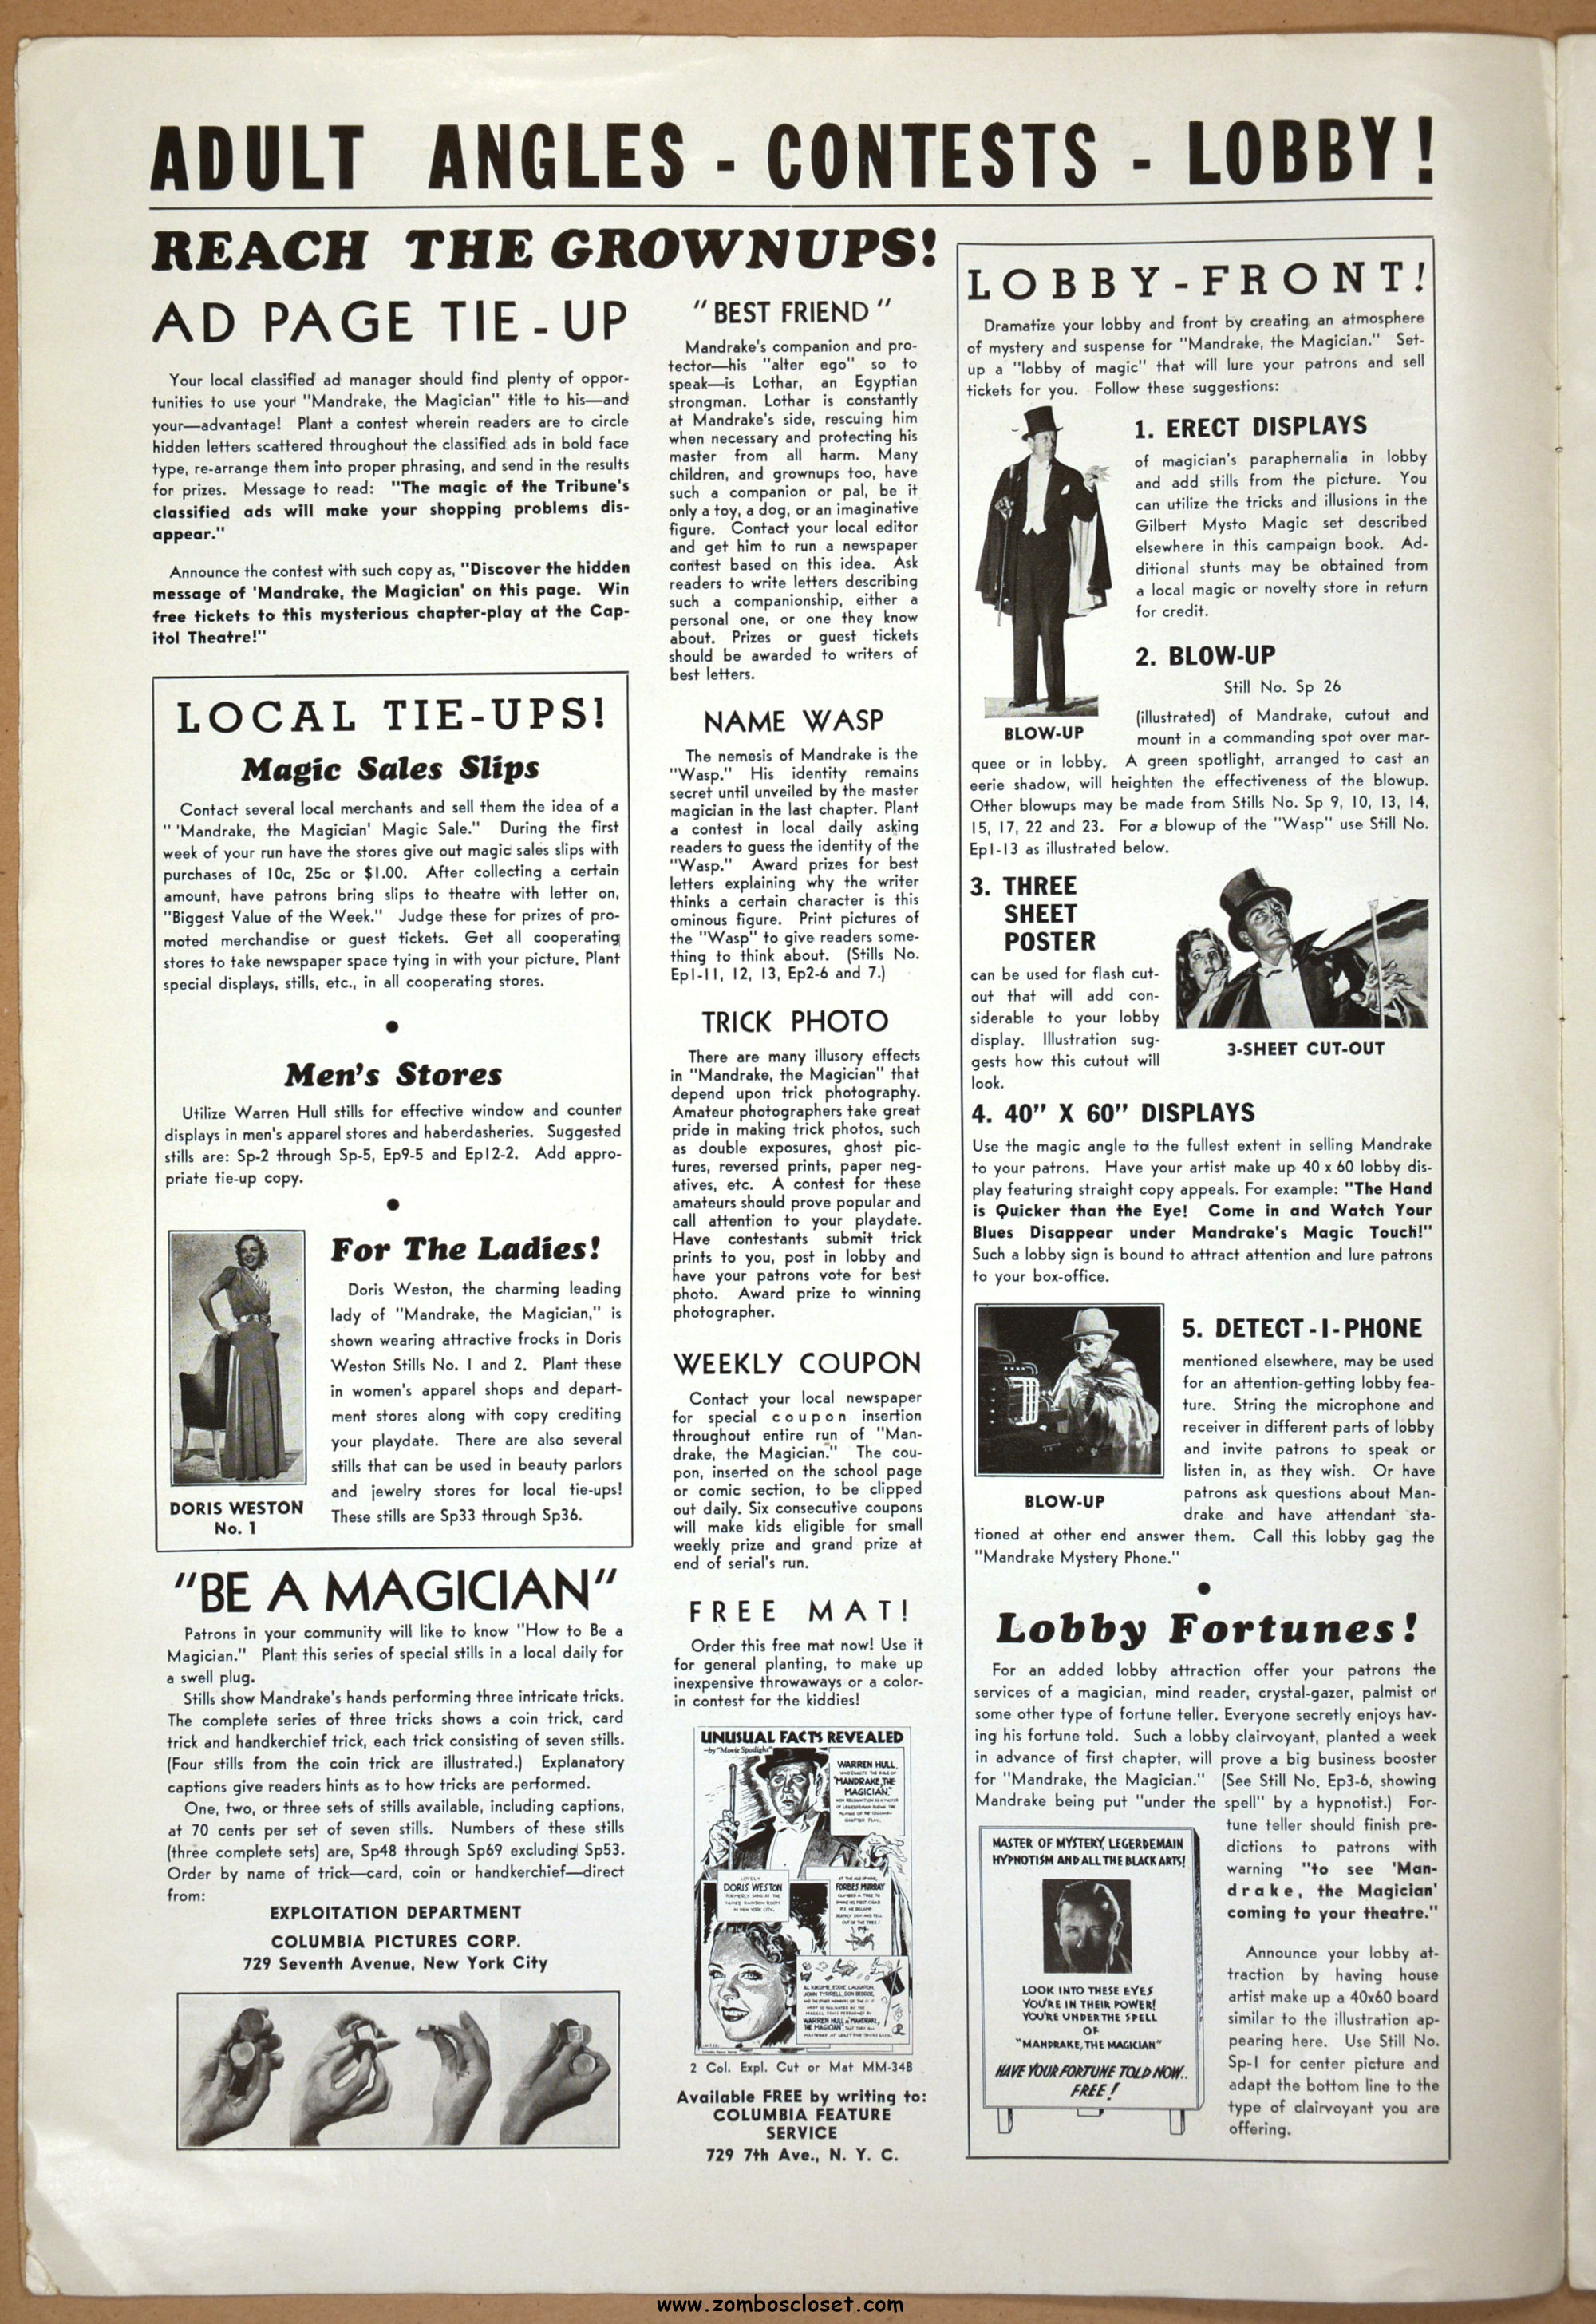 ADULT ANGLES - CONTESTS - LOBBY!
REACH THE GROWNUPS!
AD PAGE TIE-UP
Your local classified ad manager should find plenty of oppor-
tunities to use your "Mandrake, the Magician" title to his—and
your—advantage! Plant a contest wherein readers are to circle
hidden letters scattered throughout the classified ads in bold face
type, re-arrange them into proper phrasing, and send in the results
for prizes. Message to read: "The magic of the Tribune's
classified ads will make your shopping problems dis-
appear."
Announce the contest with such copy as, "Discover the hidden
message of 'Mandrake, the Magician' on this page. Win
free tickets to this mysterious chapter-play at the Cap-
itol Theatre!"
LOCAL TIE-UPS!
Magic Sales Slips
Contact several local merchants and sell them the idea of a
" 'Mandrake, the Magician' Magic Sale." During the first
week of your run have the stores give out magic sales slips with
purchases of 10c, 25c or $1.00. After collecting a certain
amount, have patrons bring slips to theatre with letter on,
"Biggest Value of the Week." Judge these for prizes of pro-
moted merchandise or guest tickets. Get all cooperating
stores to take newspaper space tying in with your picture. Plant
special displays, stills, etc., in all cooperating stores.
Men's Stores
Utilize Warren Hull stills for effective window and counter
displays in men's apparel stores and haberdasheries. Suggested
stills are: Sp-2 through Sp-5, Ep9-5 and Ep12-2. Add appro-
priate tie-up copy.
For The Ladies!
Doris Weston, the charming leading
lady of "Mandrake, the Magician," is
shown wearing attractive frocks in Doris
Weston Stills No. 1 and 2. Plant these
in women's apparel shops and depart-
ment stores along with copy crediting
your playdate. There are also several
stills that can be used in beauty parlors
and jewelry stores for local tie-ups!
These stills are Sp33 through Sp36.
DORIS WESTON
No. 1
"BE A MAGICIAN"
Patrons in your community will like to know "How to Be a
Magician." Plant this series of special stills in a local daily for
a swell plug.
Stills show Mandrake's hands performing three intricate tricks.
The complete series of three tricks shows a coin trick, card
trick and handkerchief trick, each trick consisting of seven stills.
(Four stills from the coin trick are illustrated.) Explanatory
captions give readers hints as to how tricks are performed.
One, two, or three sets of stills available, including captions,
at 70 cents per set of seven stills. Numbers of these stills
(three complete sets) are, Sp48 through Sp69 excluding Sp53.
Order by name of trick—card, coin or handkerchief—direct
from:
EXPLOITATION DEPARTMENT
COLUMBIA PICTURES CORP.
729 Seventh Avenue, New York City
"BEST FRIEND"
Mandrake's companion and pro-
tector—his "alter ego" so to
speak—is Lothar, an Egyptian
strongman. Lothar is constantly
at Mandrake's side, rescuing him
when necessary and protecting his
master from all harm. Many
children, and grownups too, have
such a companion or pal, be it
only a toy, a dog, or an imaginative
figure. Contact your local editor
and get him to run a newspaper
contest based on this idea. Ask
readers to write letters describing
such a companionship, either a
personal one, or one they know
about. Prizes or guest tickets
should be awarded to writers of
best letters.
NAME WASP
The nemesis of Mandrake is the
"Wasp." His identity remains
secret until unveiled by the master
magician in the last chapter. Plant
a contest in local daily asking
readers to guess the identity of the
"Wasp." Award prizes for best
letters explaining why the writer
thinks a certain character is this
ominous figure. Print pictures of
the "Wasp" to give readers some-
thing to think about. (Stills No.
Ep1-11, 12, 13, Ep2-6 and 7.)
TRICK PHOTO
There are many illusory effects
in "Mandrake, the Magician" that
depend upon trick photography.
Amateur photographers take great
pride in making trick photos, such
as double exposures, ghost pic-
tures, reversed prints, paper neg-
atives, etc. A contest for these
amateurs should prove popular and
call attention to your playdate.
Have contestants submit trick
prints to you, post in lobby and
have your patrons vote for best
photo. Award prize to winning
photographer.
WEEKLY COUPON
Contact your local newspaper
for special coupon insertion
throughout entire run of "Man-
drake, the Magician." The cou-
pon, inserted on the school page
or comic section, to be clipped
out daily. Six consecutive coupons
will make kids eligible for small
weekly prize and grand prize at
end of serial's run.
FREE MAT!
Order this free mat now! Use it
for general planting, to make up
inexpensive throwaways or a color-
in contest for the kiddies!
UNUSUAL FACTS REVEALED
—by "Movie Spotlight"
WARREN HULL,
"MANDRAKE, THE
MAGICIAN,"
LOVELY
DORIS WESTON
IN NEW YORK CITY.
FORBES MURRAY
WARREN HULL in "MANDRAKE,
THE MAGICIAN",
2 Col. Expl. Cut or Mat MM-34B
Available FREE by writing to:
COLUMBIA FEATURE
SERVICE
729 7th Ave., N. Y. C.
LOBBY-FRONT!
Dramatize your lobby and front by creating an atmosphere
of mystery and suspense for "Mandrake, the Magician." Set-
up a "lobby of magic" that will lure your patrons and sell
tickets for you. Follow these suggestions:
1. ERECT DISPLAYS
of magician's paraphernalia in lobby
and add stills from the picture. You
can utilize the tricks and illusions in the
Gilbert Mysto Magic set described
elsewhere in this campaign book. Ad-
ditional stunts may be obtained from
a local magic or novelty store in return
for credit.
2. BLOW-UP
Still No. Sp 26
BLOW-UP
(illustrated) of Mandrake, cutout and
mount in a commanding spot over mar-
quee or in lobby. A green spotlight, arranged to cast an
eerie shadow, will heighten the effectiveness of the blowup.
Other blowups may be made from Stills No. Sp 9, 10, 13, 14,
15, 17, 22 and 23. For a blowup of the "Wasp" use Still No.
Ep1-13 as illustrated below.
3. THREE
SHEET
POSTER
can be used for flash cut-
out that will add con-
siderable to your lobby
display. Illustration sug-
gests how this cutout will
look.
3-SHEET CUT-OUT
4. 40" X 60" DISPLAYS
Use the magic angle to the fullest extent in selling Mandrake
to your patrons. Have your artist make up 40 x 60 lobby dis-
play featuring straight copy appeals. For example: "The Hand
is Quicker than the Eye! Come in and Watch Your
Blues Disappear under Mandrake's Magic Touch!"
Such a lobby sign is bound to attract attention and lure patrons
to your box-office.
5. DETECT-I-PHONE
mentioned elsewhere, may be used
for an attention-getting lobby fea-
ture. String the microphone and
receiver in different parts of lobby
and invite patrons to speak or
listen in, as they wish. Or have
patrons ask questions about Man-
drake and have attendant sta-
tioned at other end answer them. Call this lobby gag the
"Mandrake Mystery Phone."
BLOW-UP
Lobby Fortunes!
For an added lobby attraction offer your patrons the
services of a magician, mind reader, crystal-gazer, palmist or
some other type of fortune teller. Everyone secretly enjoys hav-
ing his fortune told. Such a lobby clairvoyant, planted a week
in advance of first chapter, will prove a big business booster
for "Mandrake, the Magician." (See Still No. Ep3-6, showing
Mandrake being put "under the spell" by a hypnotist.) For-
tune teller should finish pre-
dictions to patrons with
warning "to see 'Man-
drake, the Magician'
coming to your theatre."
Announce your lobby at-
traction by having house
artist make up a 40x60 board
similar to the illustration ap-
pearing here. Use Still No.
Sp-1 for center picture and
adapt the bottom line to the
type of clairvoyant you are
offering.
MASTER OF MYSTERY, LEGERDEMAIN
HYPNOTISM AND ALL THE BLACK ARTS!
LOOK INTO THESE EYES
YOU'RE IN THEIR POWER!
YOU'RE UNDER THE SPELL
OF
"MANDRAKE, THE MAGICIAN"
HAVE YOUR FORTUNE TOLD NOW..
FREE!
www.zomboscloset.com